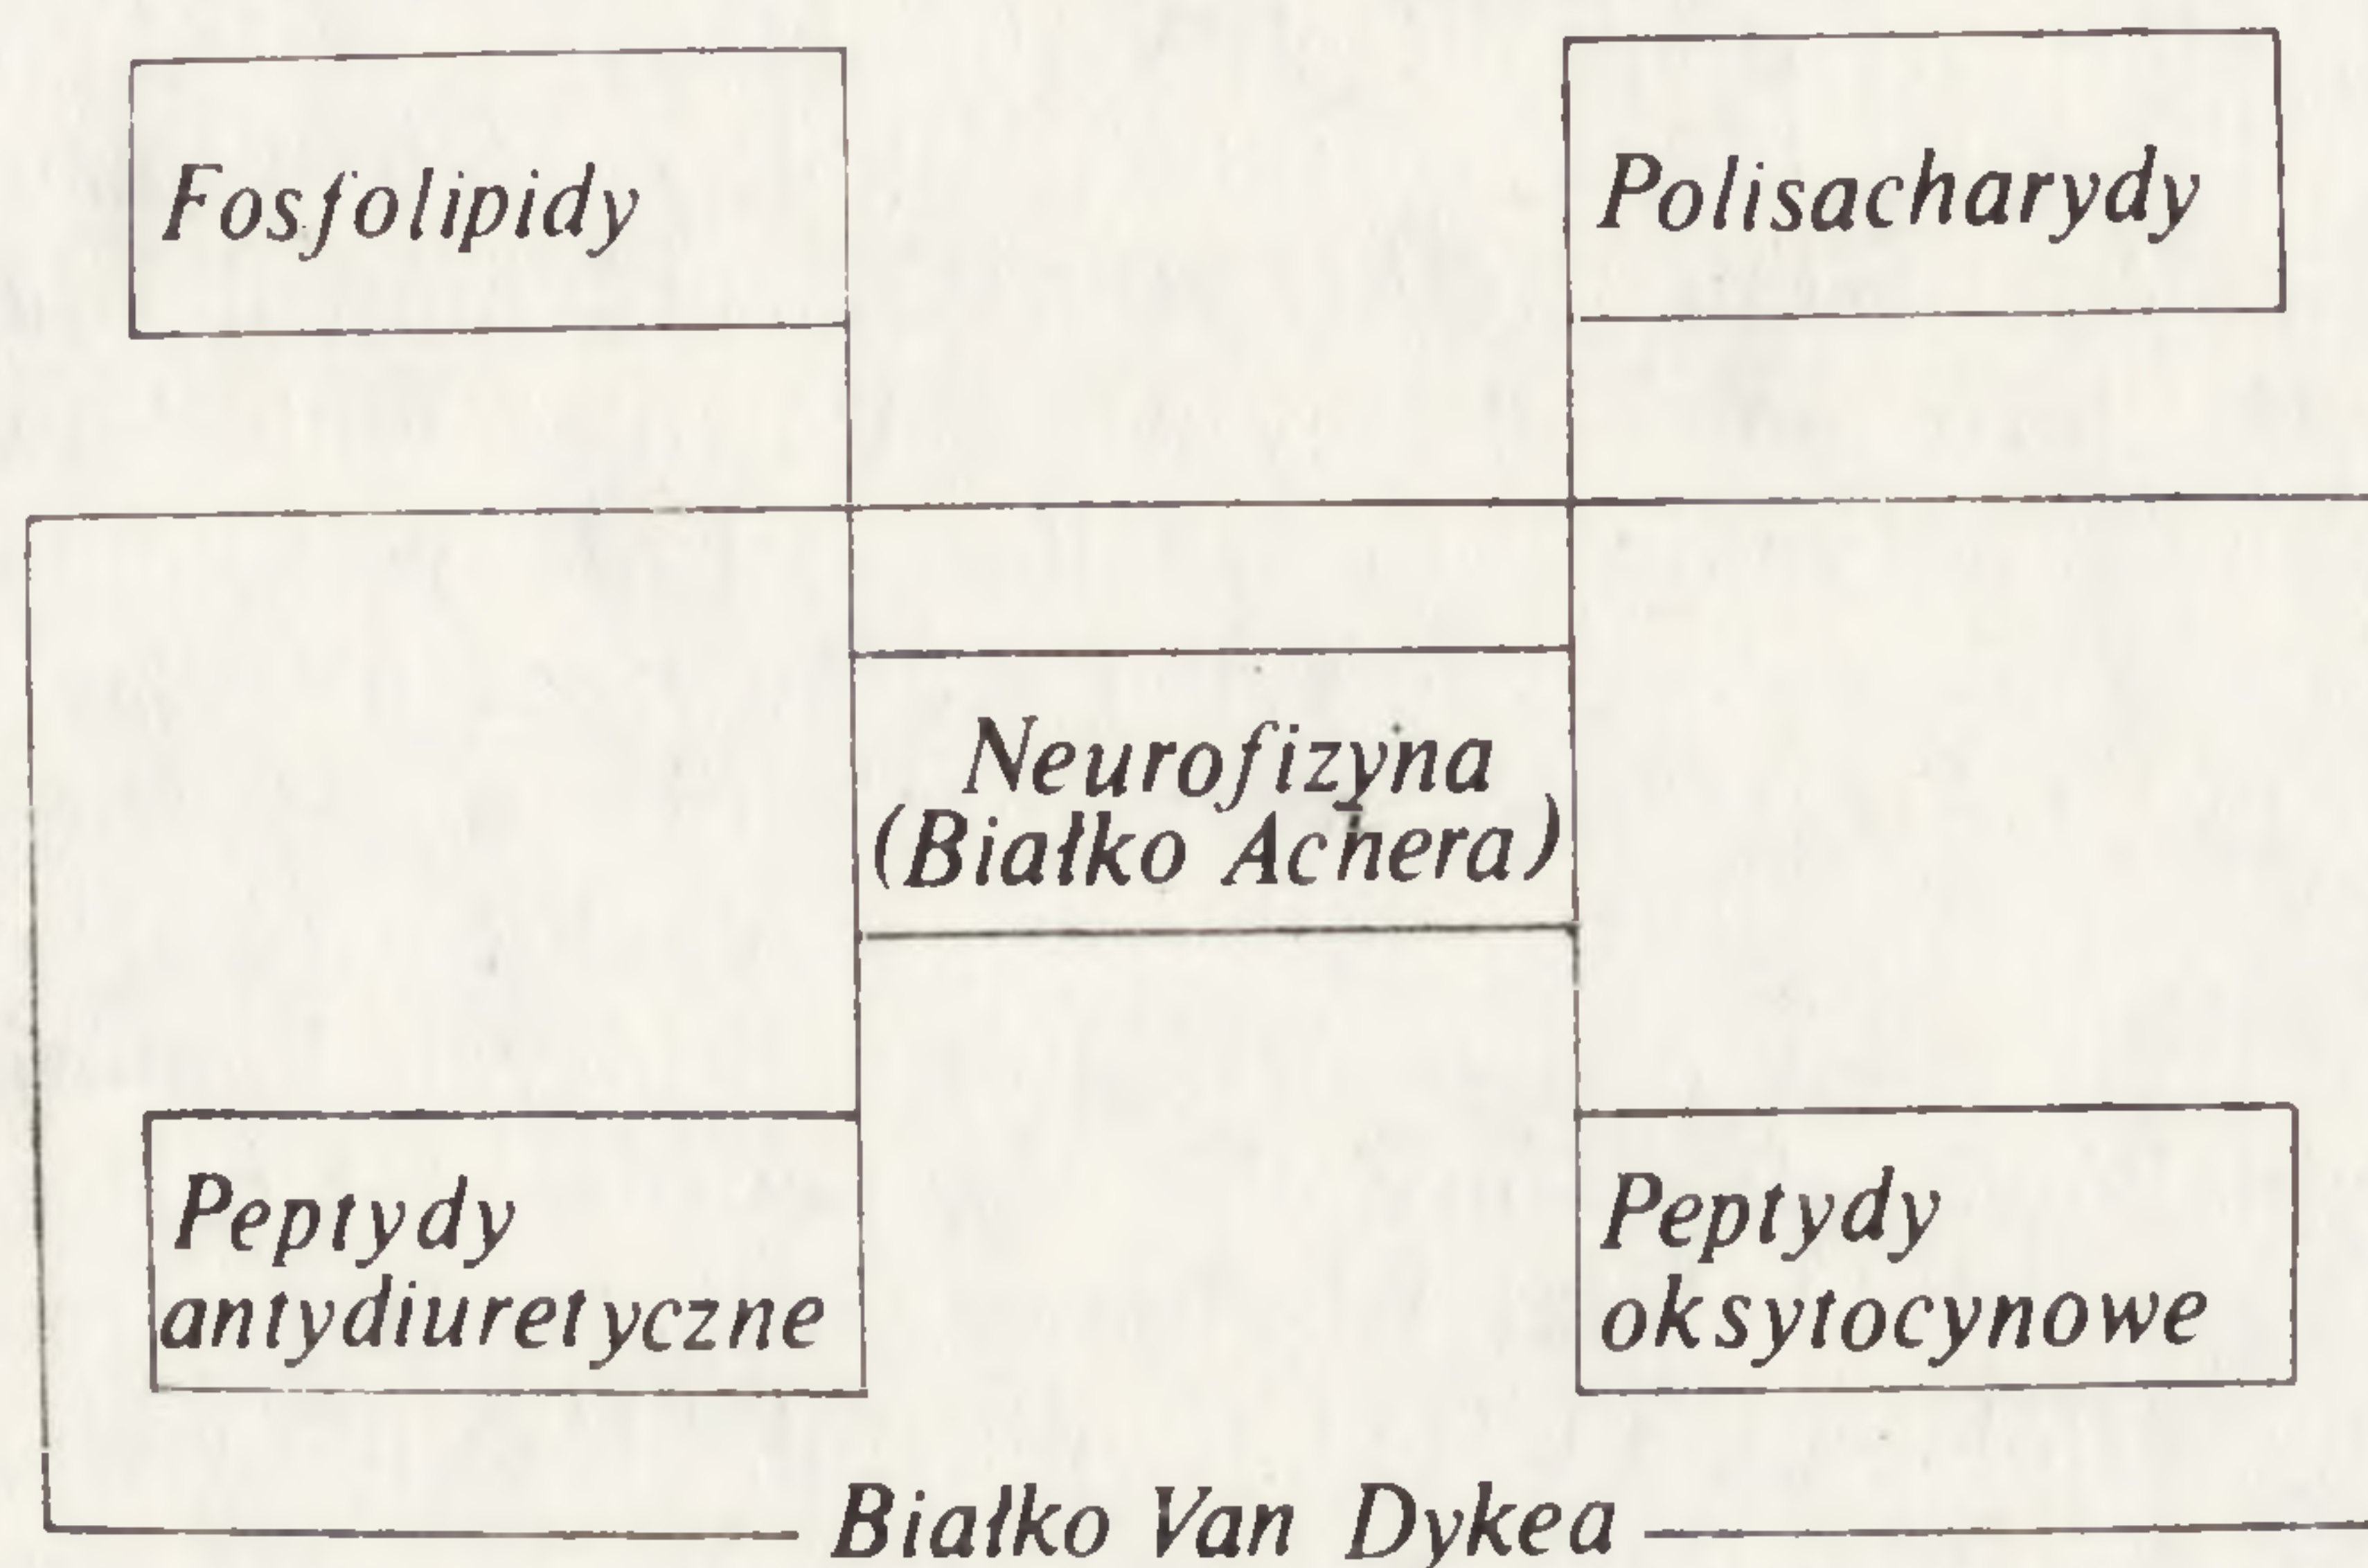 Fosfolipidy
Polisacharydy
Neurofizyna
(Białko Achera)
Peptydy
antydiuretyczne
Peptydy
oksytocynowe
Białko Van Dykea